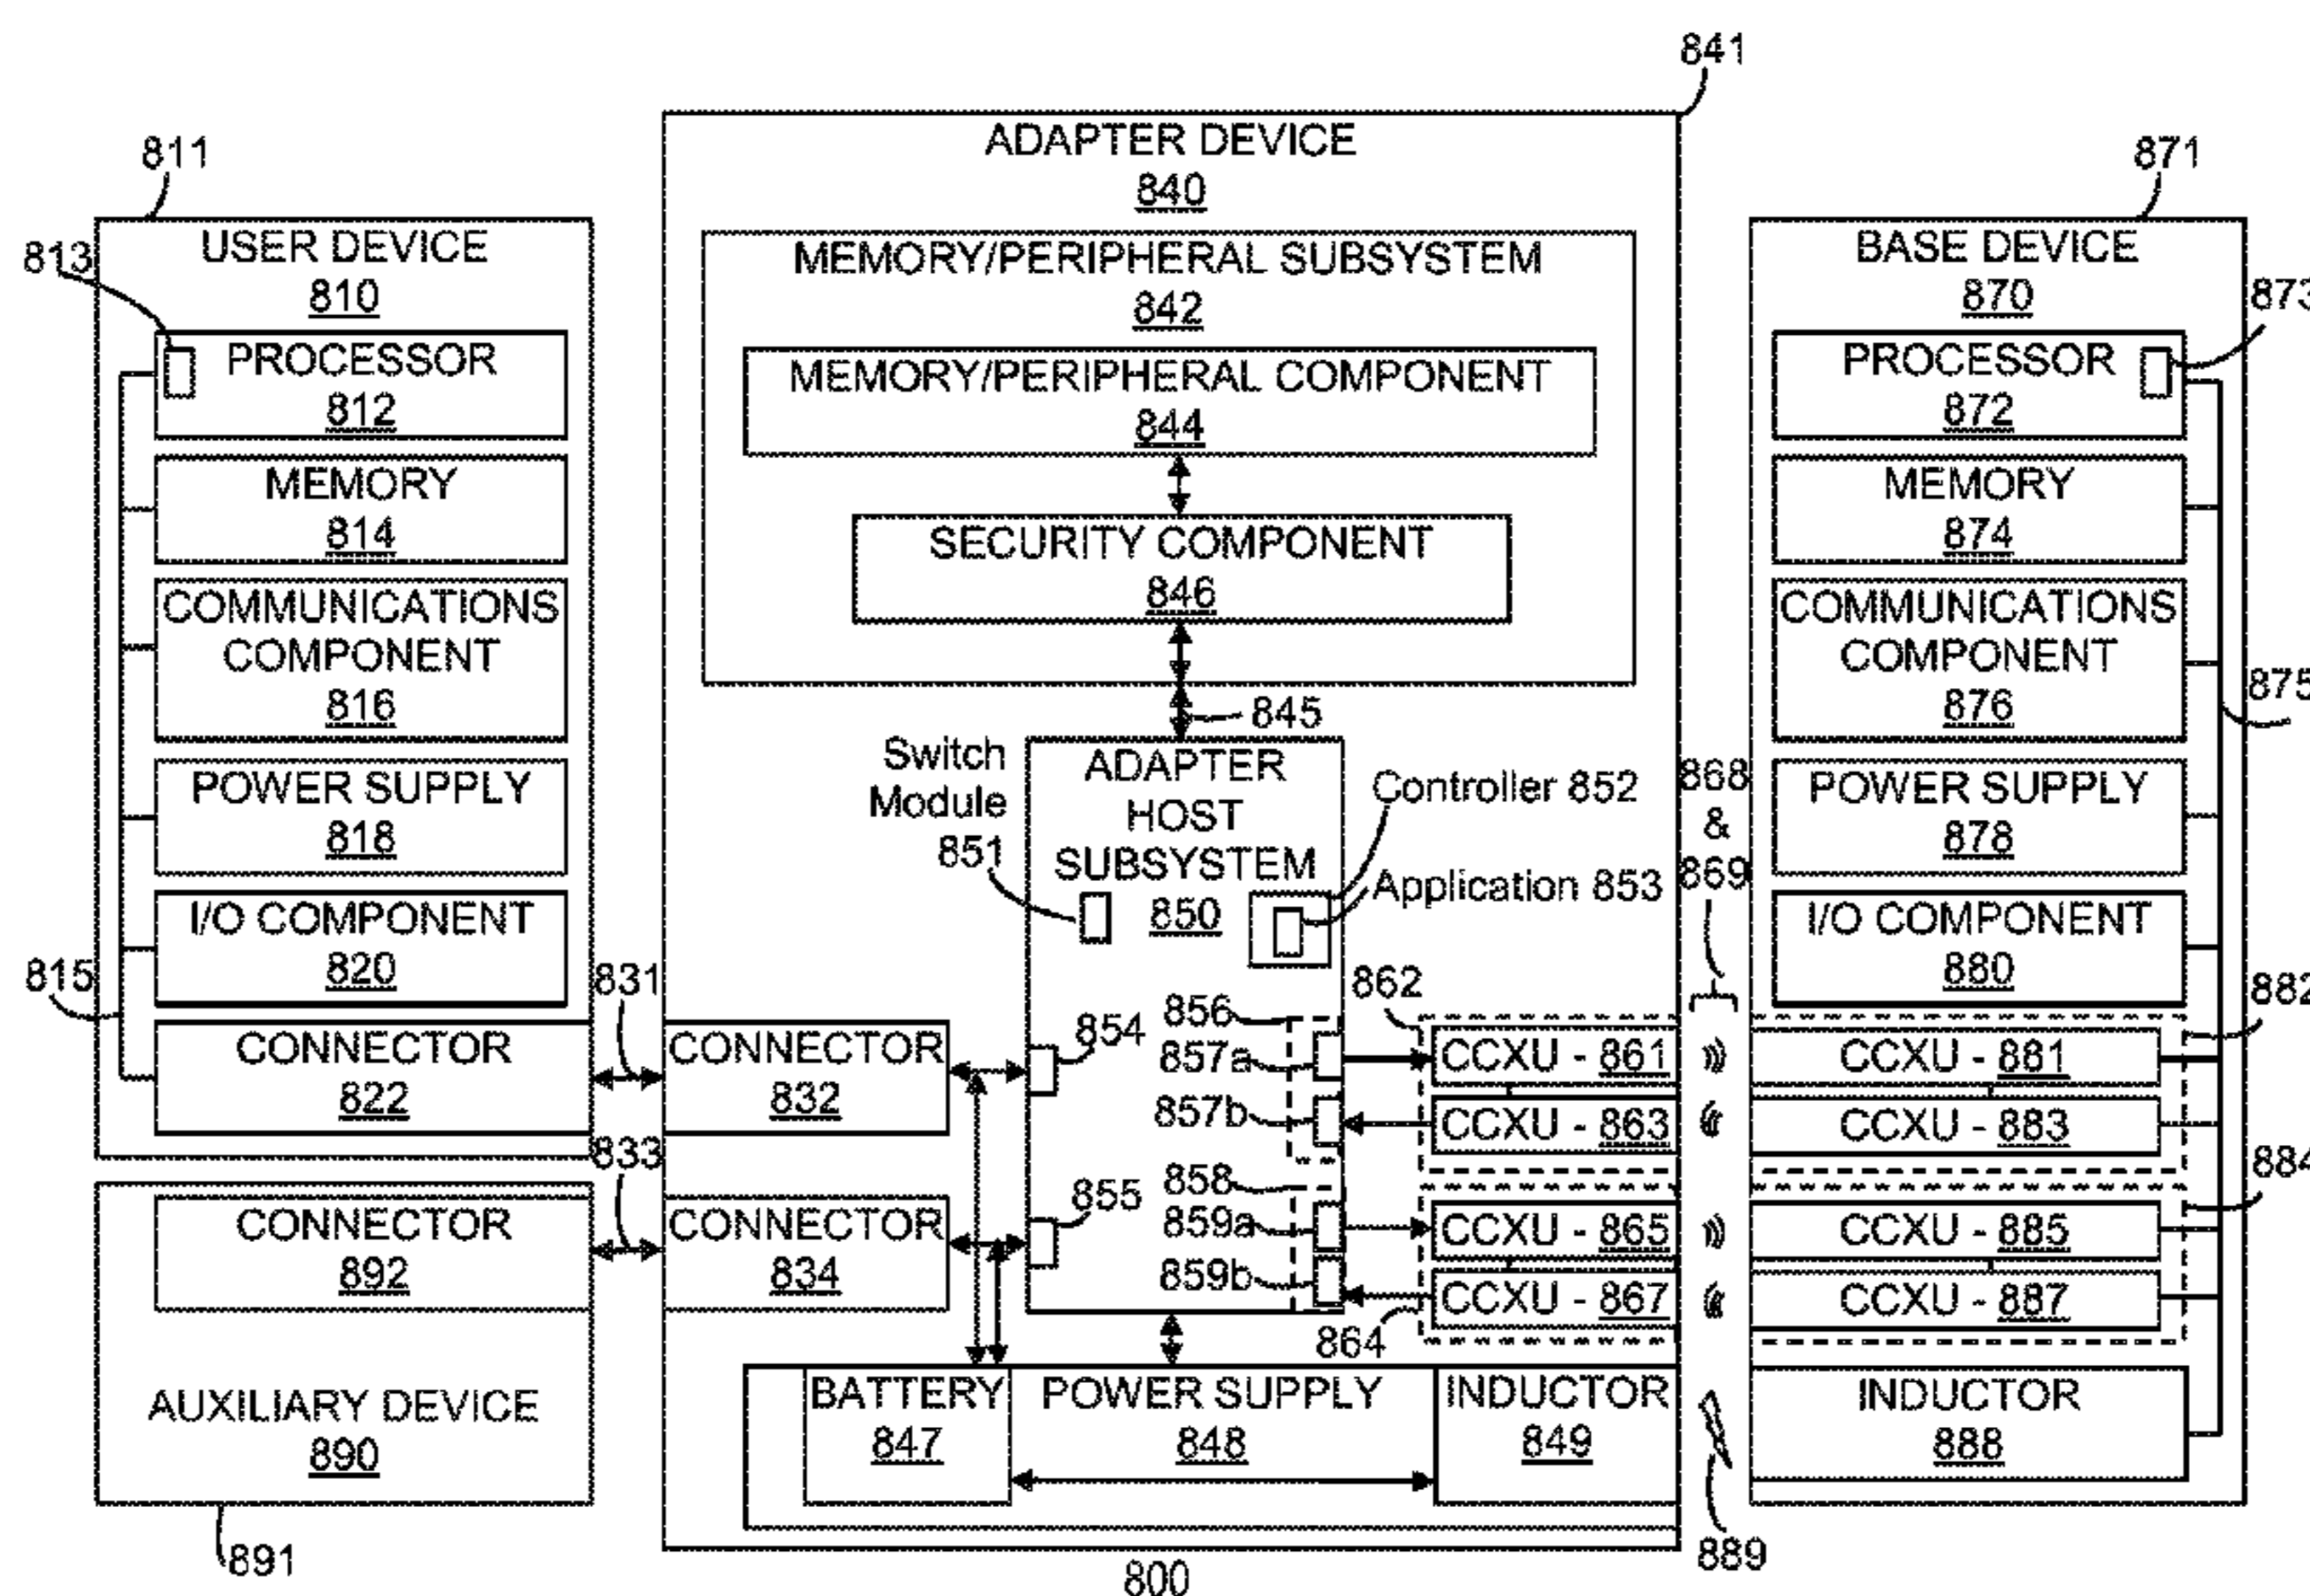 841
811
ADAPTER DEVICE
840
871
813
USER DEVICE
810
MEMORY/PERIPHERAL SUBSYSTEM
842
BASE DEVICE
870
873
PROCESSOR
812
MEMORY/PERIPHERAL COMPONENT
844
PROCESSOR
872
MEMORY
814
SECURITY COMPONENT
846
MEMORY
874
COMMUNICATIONS
COMPONENT
816
COMMUNICATIONS
COMPONENT
876
845
875
POWER SUPPLY
818
Switch
Module
851
ADAPTER
HOST
SUBSYSTEM
850
Controller 852
Application 853
868
&
869
POWER SUPPLY
878
I/O COMPONENT
820
I/O COMPONENT
880
815
831
862
882
CONNECTOR
822
CONNECTOR
832
854
856
857a
857b
CCXU - 861
CCXU - 863
CCXU - 881
CCXU - 883
833
884
CONNECTOR
892
CONNECTOR
834
855
858
859a
859b
CCXU - 865
CCXU - 867
864
CCXU - 885
CCXU - 887
AUXILIARY DEVICE
890
BATTERY
847
POWER SUPPLY
848
INDUCTOR
849
INDUCTOR
888
891
800
889